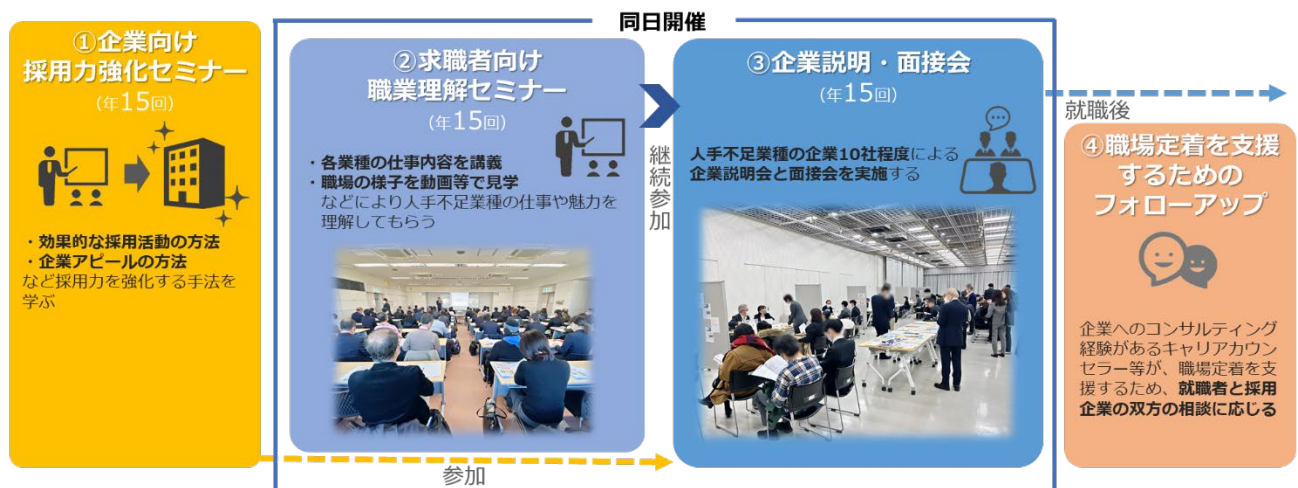 同日開催
①企業向け
採用力強化セミナー
(年15回)
・効果的な採用活動の方法
・企業アピールの方法
など採用力を強化する手法を
学ぶ
②求職者向け
職業理解セミナー
(年15回)
・各業種の仕事内容を講義
・職場の様子を動画等で見学
などにより人手不足業種の仕事や魅力を
理解してもらう
継続参加
③企業説明・面接会
(年15回)
人手不足業種の企業10社程度による
企業説明会と面接会を実施する
参加
就職後
④職場定着を支援
するための
フォローアップ
企業へのコンサルティング
経験があるキャリアカウン
セラー等が、職場定着を支
援するため、就職者と採用
企業の双方の相談に応じる